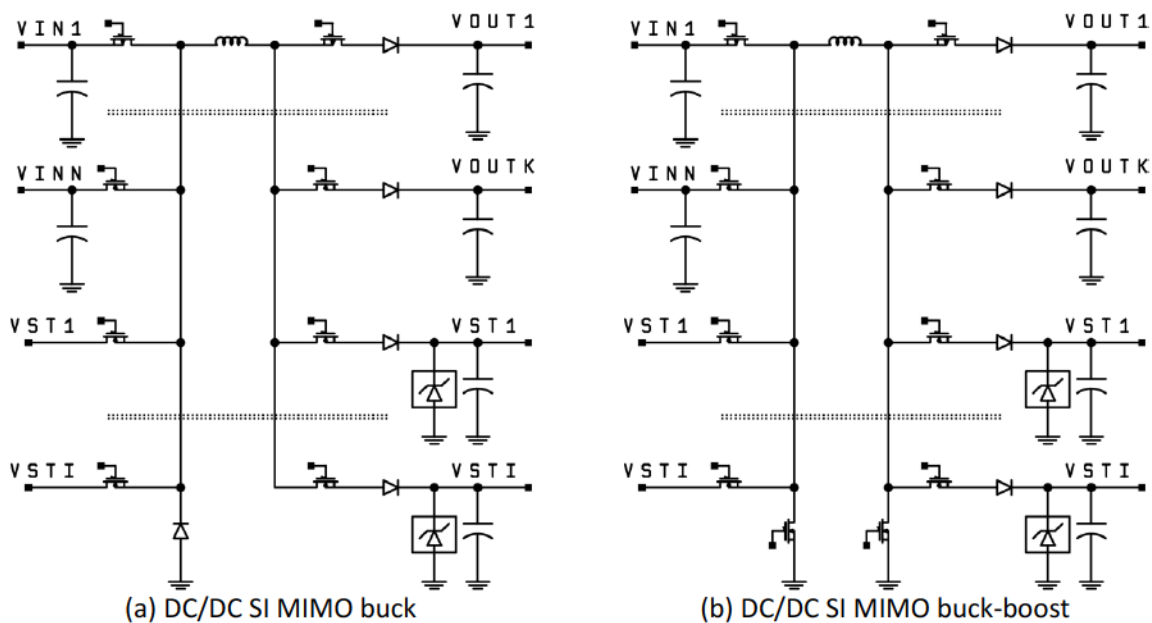 VIN1 VOUT1 VIN1 VOUT1
VINN VOUTK VINN VOUTK
VST1 VST1 VST1 VST1
VSTI VSTI VSTI VSTI
(a) DC/DC SI MIMO buck (b) DC/DC SI MIMO buck-boost